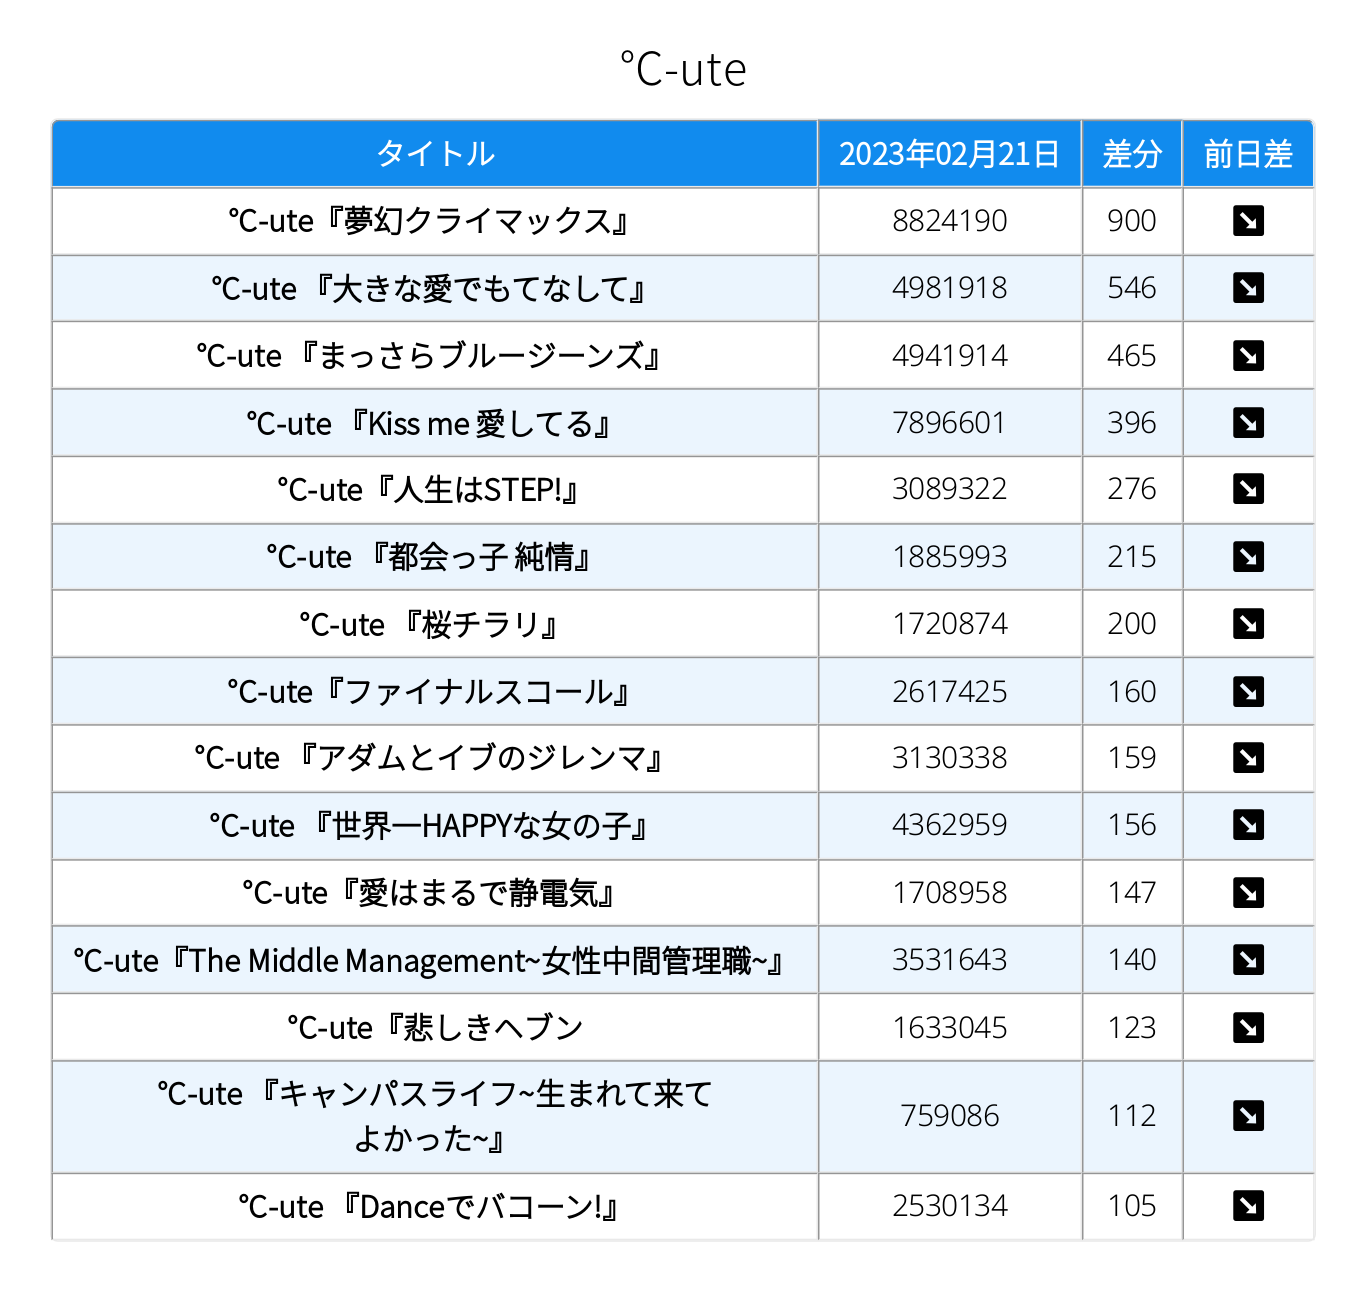 ℃-ute
タイトル 2023年02月21日 差分 前日差
℃-ute『夢幻クライマックス』 8824190 900 ↘
℃-ute 『大きな愛でもてなして』 4981918 546 ↘
℃-ute 『まっさらブルージーンズ』 4941914 465 ↘
℃-ute 『Kiss me 愛してる』 7896601 396 ↘
℃-ute『人生はSTEP!』 3089322 276 ↘
℃-ute 『都会っ子 純情』 1885993 215 ↘
℃-ute 『桜チラリ』 1720874 200 ↘
℃-ute『ファイナルスコール』 2617425 160 ↘
℃-ute 『アダムとイブのジレンマ』 3130338 159 ↘
℃-ute 『世界一HAPPYな女の子』 4362959 156 ↘
℃-ute『愛はまるで静電気』 1708958 147 ↘
℃-ute『The Middle Management~女性中間管理職~』 3531643 140 ↘
℃-ute『悲しきヘブン 1633045 123 ↘
℃-ute 『キャンパスライフ~生まれて来て
よかった~』 759086 112 ↘
℃-ute 『Danceでバコーン!』 2530134 105 ↘